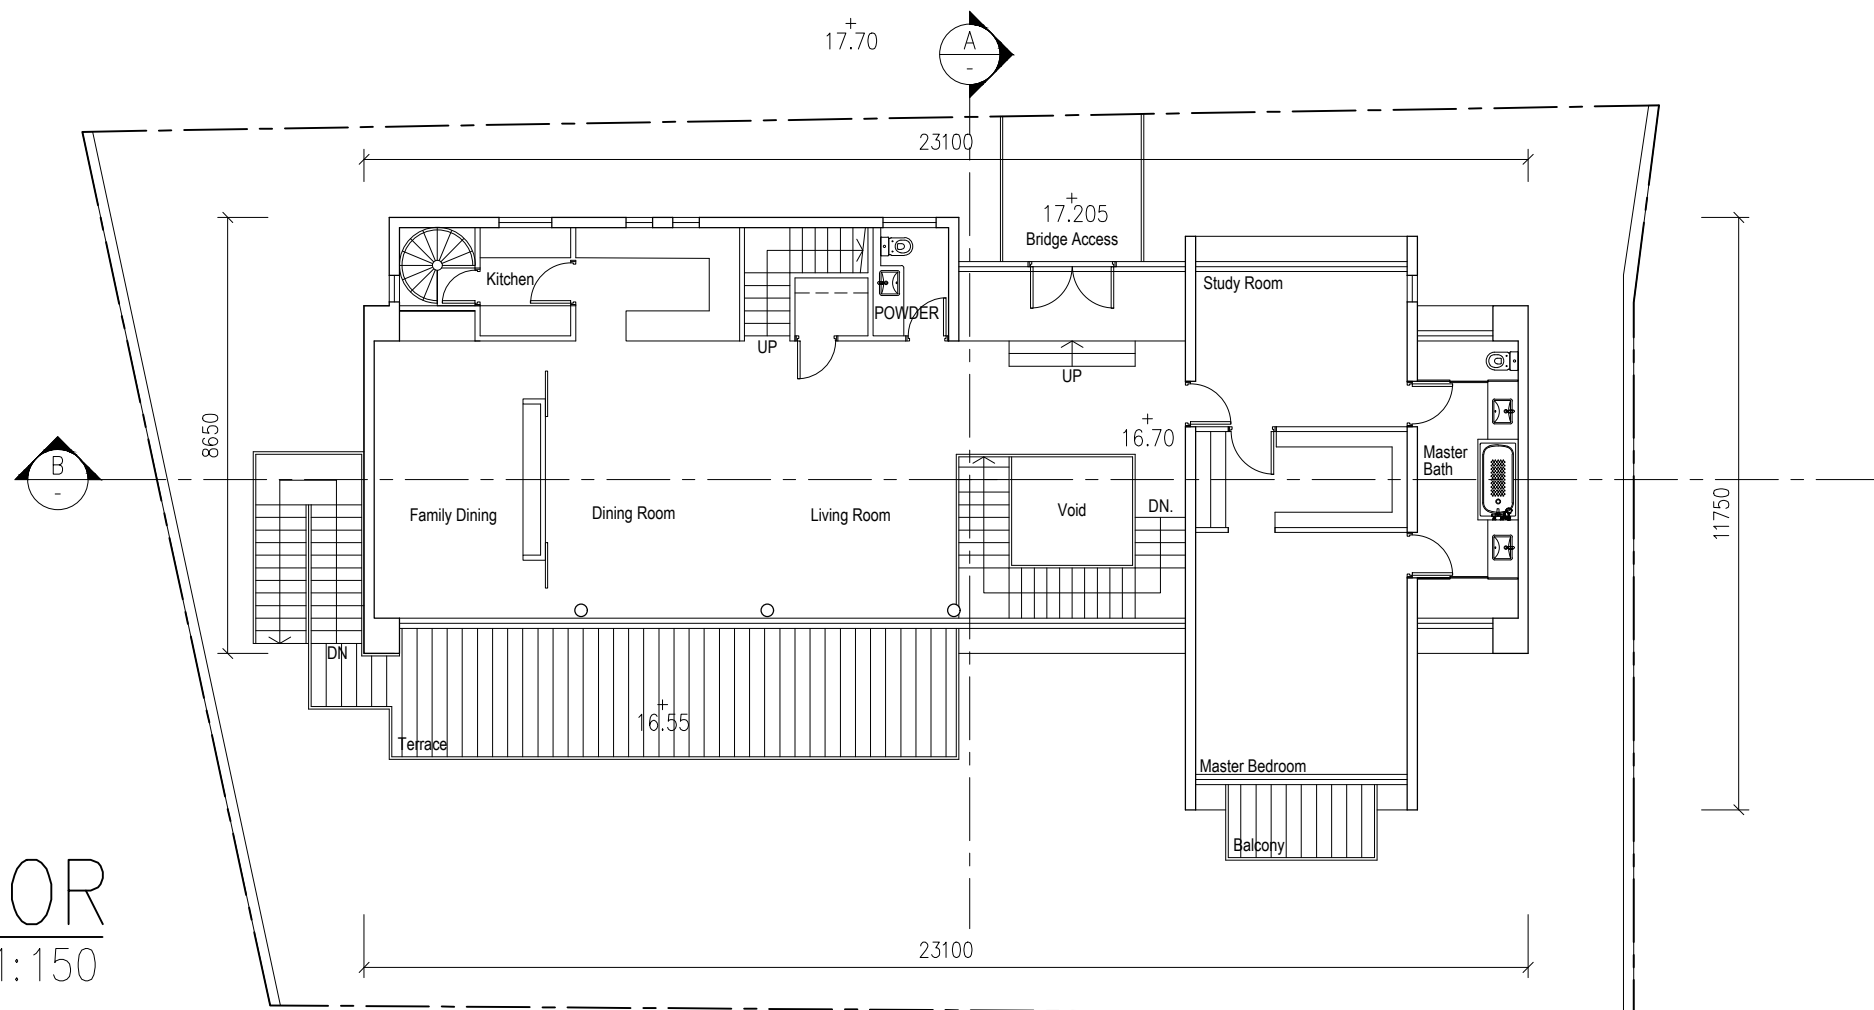 17.70
A
-
23100
17.205
Bridge Access
Kitchen
Study Room
POWDER
UP
UP
8650
16.70
B
-
Master
Bath
11750
Family Dining
Dining Room
Living Room
Void
DN.
DN
16.55
Terrace
Master Bedroom
Balcony
OR
1:150
23100